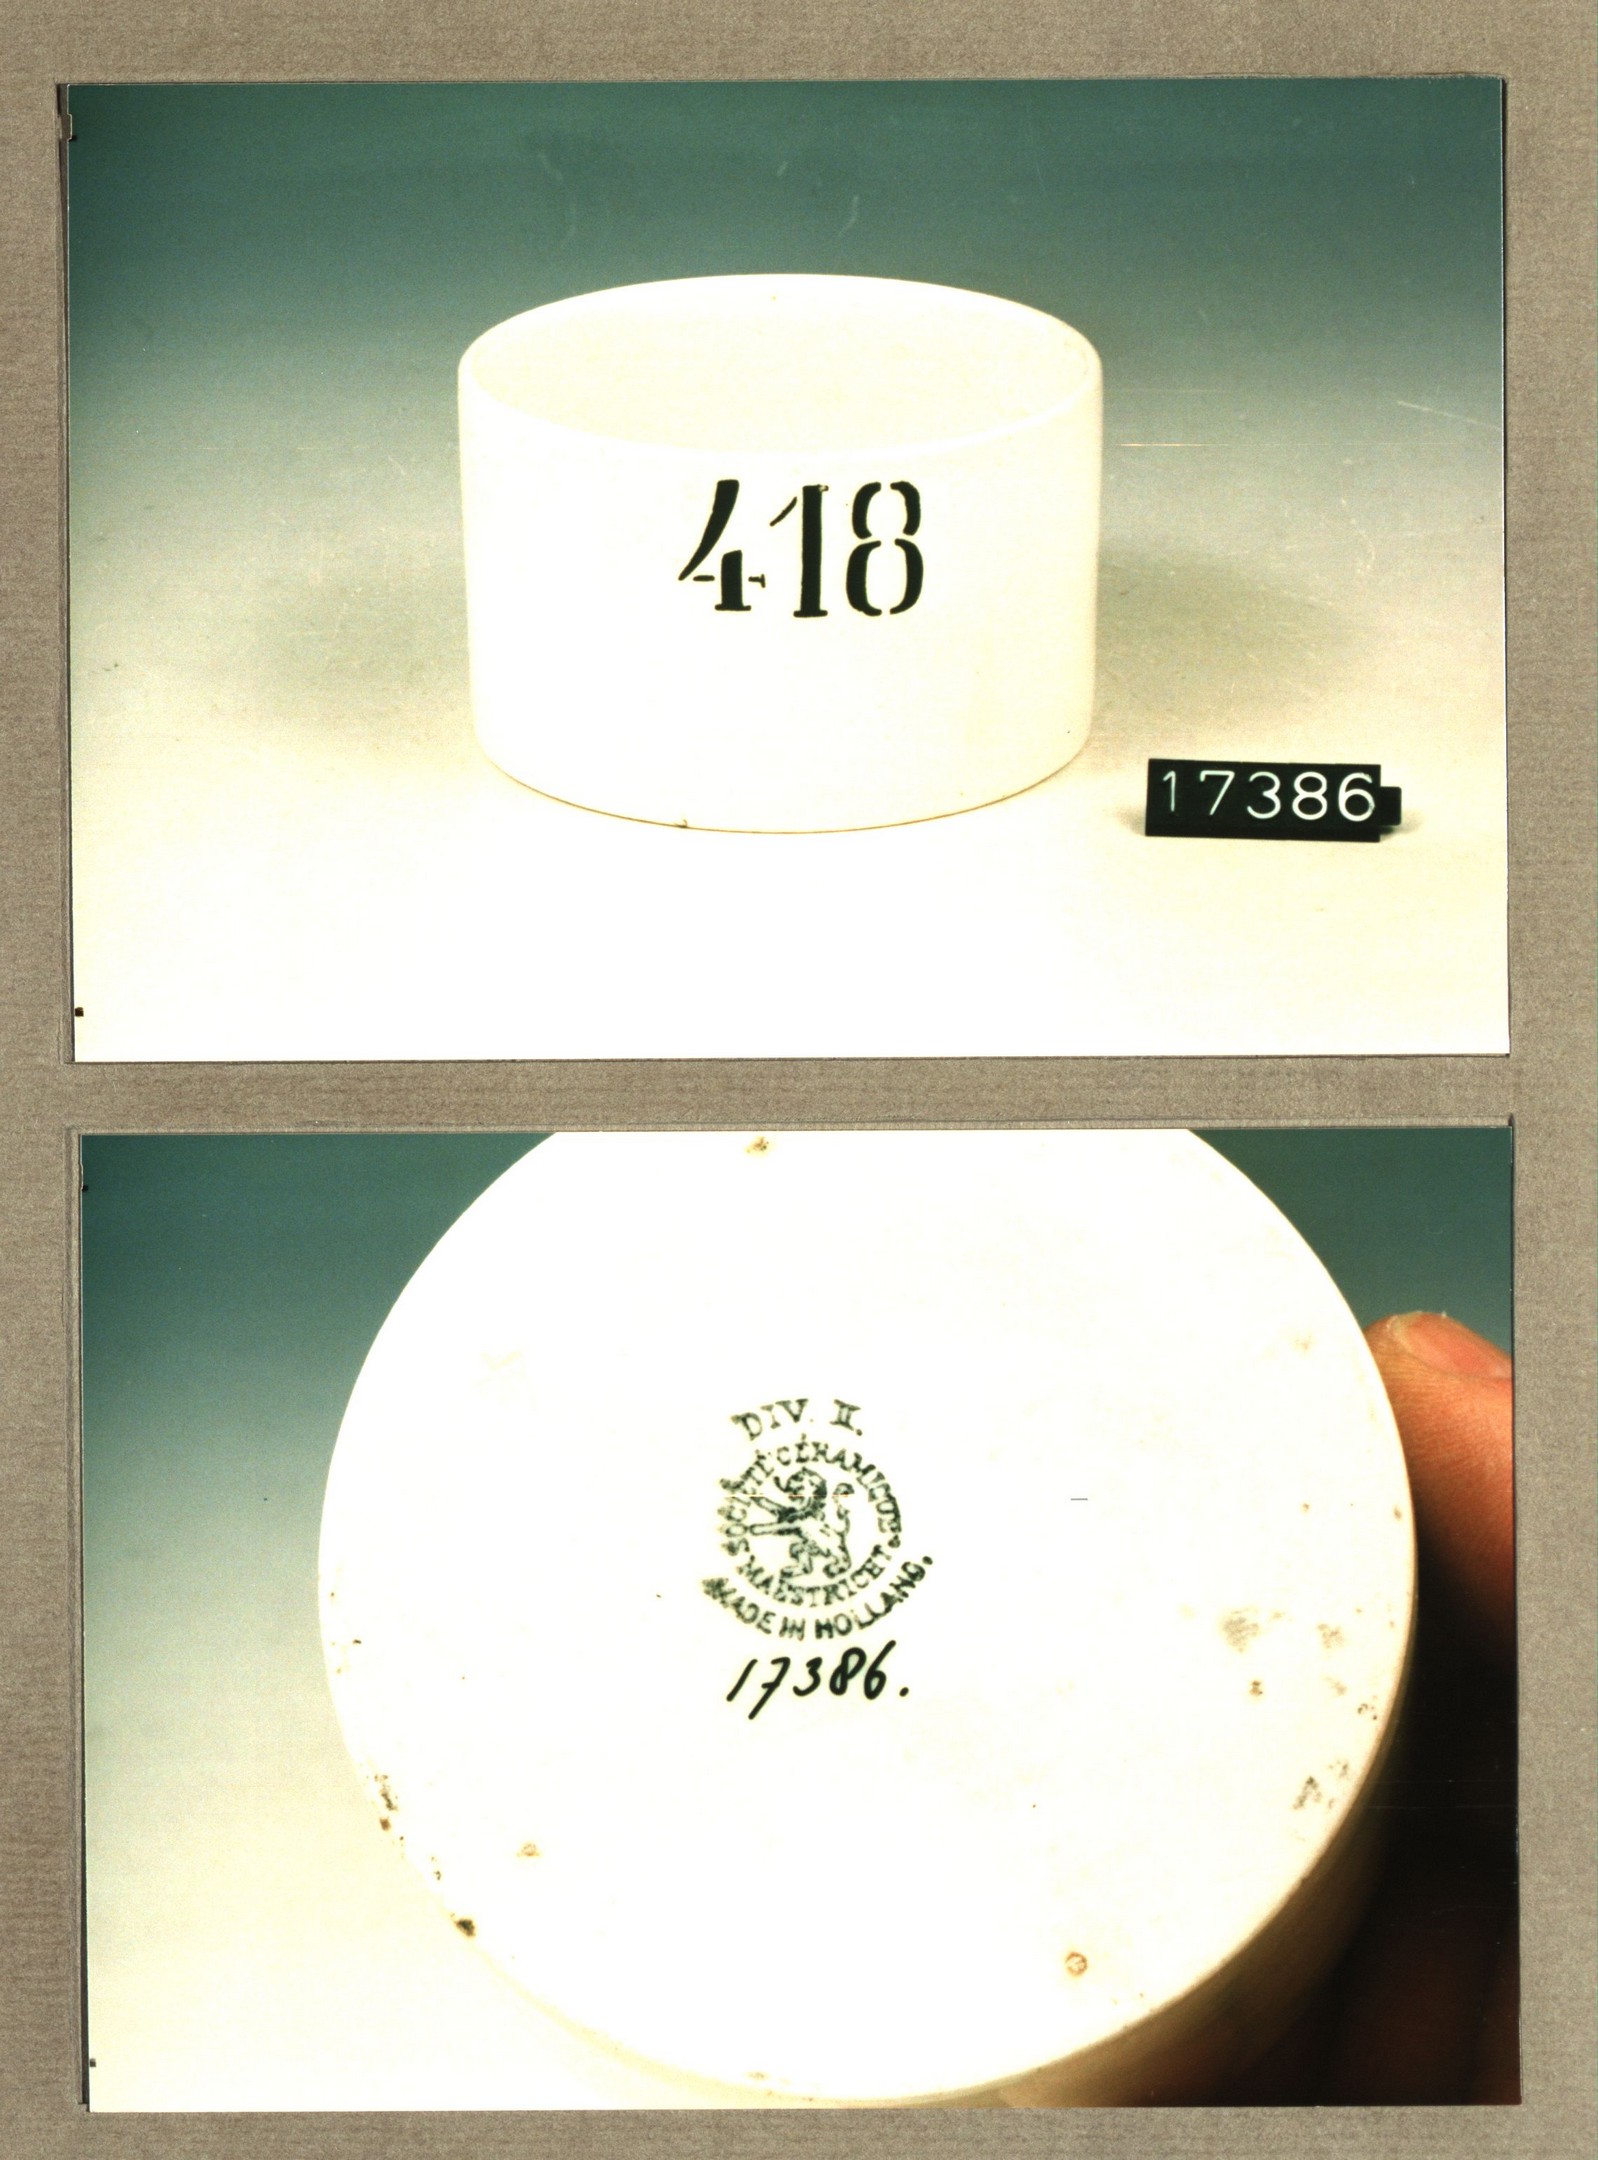 418
17386
DIV. II.
SOCIÉTÉ CÉRAMIQUE
MAESTRICHT
MADE IN HOLLAND.
17386.